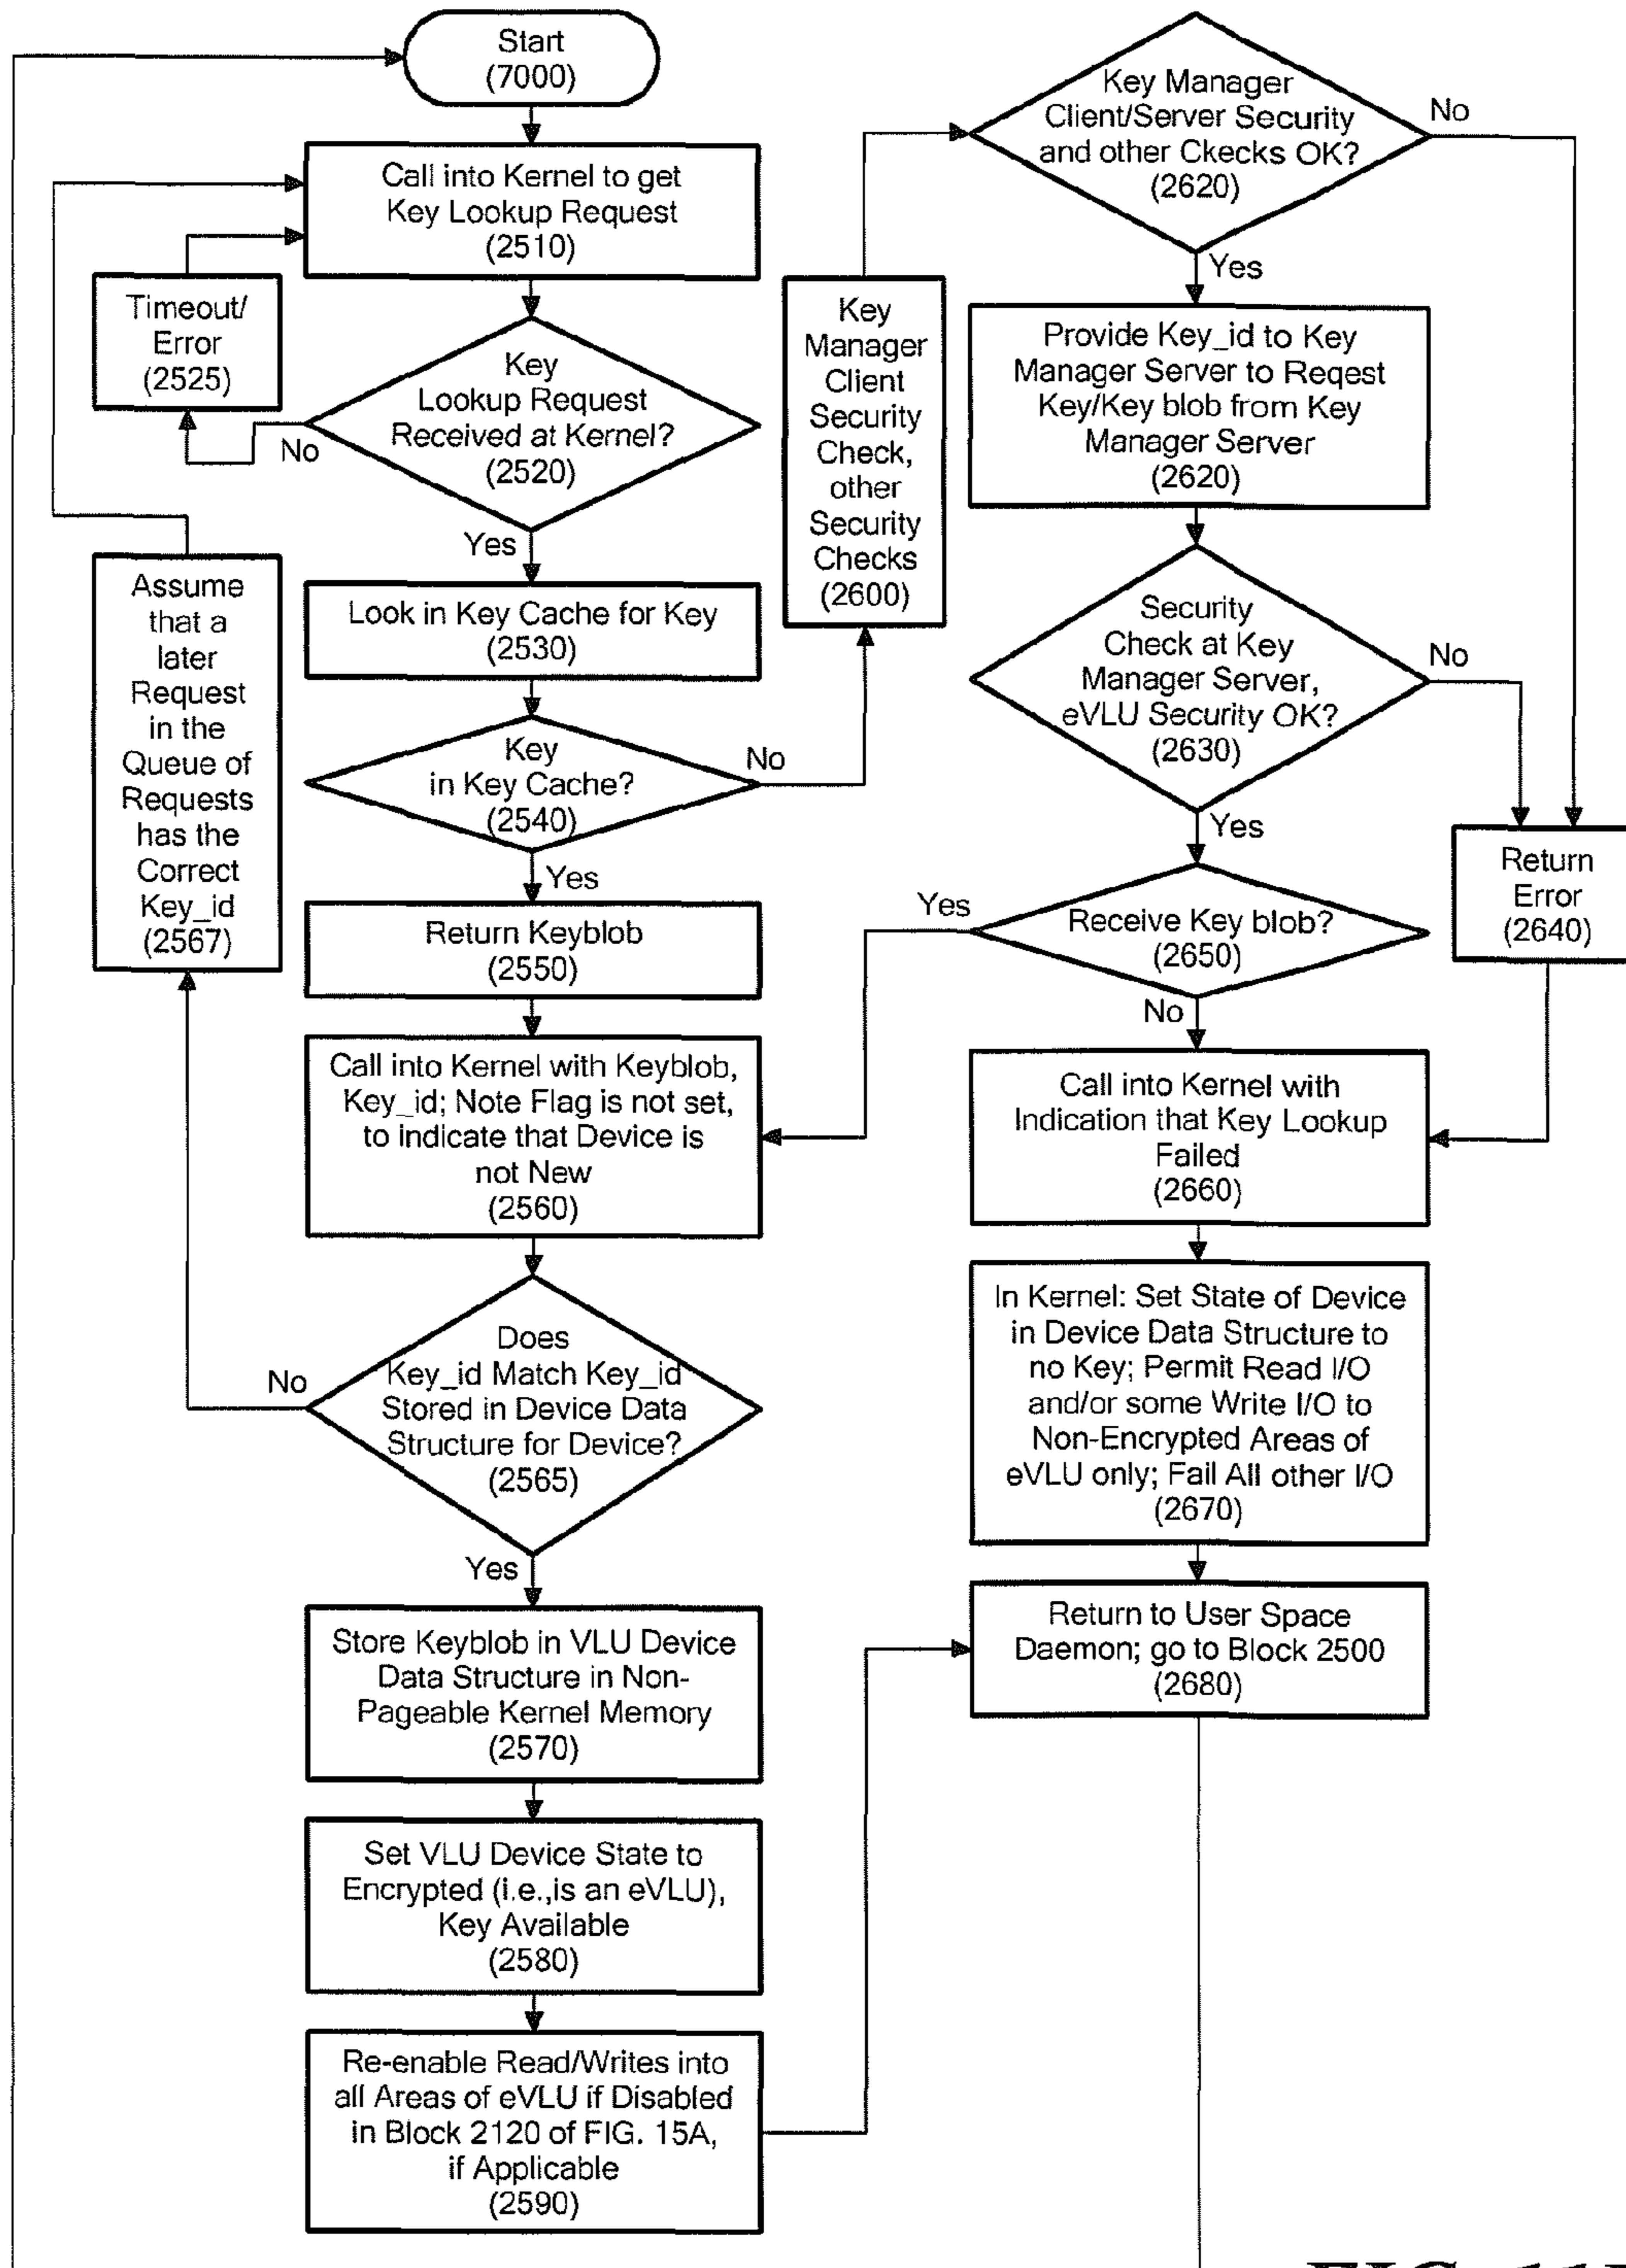 Start
(7000)
Call into Kernel to get
Key Lookup Request
(2510)
Timeout/
Error
(2525)
Key
Lookup Request
Received at Kernel?
(2520)
No
Yes
Look in Key Cache for Key
(2530)
Key
in Key Cache?
(2540)
No
Yes
Return Keyblob
(2550)
Call into Kernel with Keyblob,
Key_id; Note Flag is not set,
to indicate that Device is
not New
(2560)
Does
Key_id Match Key_id
Stored in Device Data
Structure for Device?
(2565)
No
Yes
Assume
that a
later
Request
in the
Queue of
Requests
has the
Correct
Key_id
(2567)
Store Keyblob in VLU Device
Data Structure in Non-
Pageable Kernel Memory
(2570)
Set VLU Device State to
Encrypted (i.e.,is an eVLU),
Key Available
(2580)
Re-enable Read/Writes into
all Areas of eVLU if Disabled
in Block 2120 of FIG. 15A,
if Applicable
(2590)
Key
Manager
Client
Security
Check,
other
Security
Checks
(2600)
Key Manager
Client/Server Security
and other Ckecks OK?
(2620)
No
Yes
Provide Key_id to Key
Manager Server to Reqest
Key/Key blob from Key
Manager Server
(2620)
Security
Check at Key
Manager Server,
eVLU Security OK?
(2630)
No
Yes
Return
Error
(2640)
Receive Key blob?
(2650)
Yes
No
Call into Kernel with
Indication that Key Lookup
Failed
(2660)
In Kernel: Set State of Device
in Device Data Structure to
no Key; Permit Read I/O
and/or some Write I/O to
Non-Encrypted Areas of
eVLU only; Fail All other I/O
(2670)
Return to User Space
Daemon; go to Block 2500
(2680)